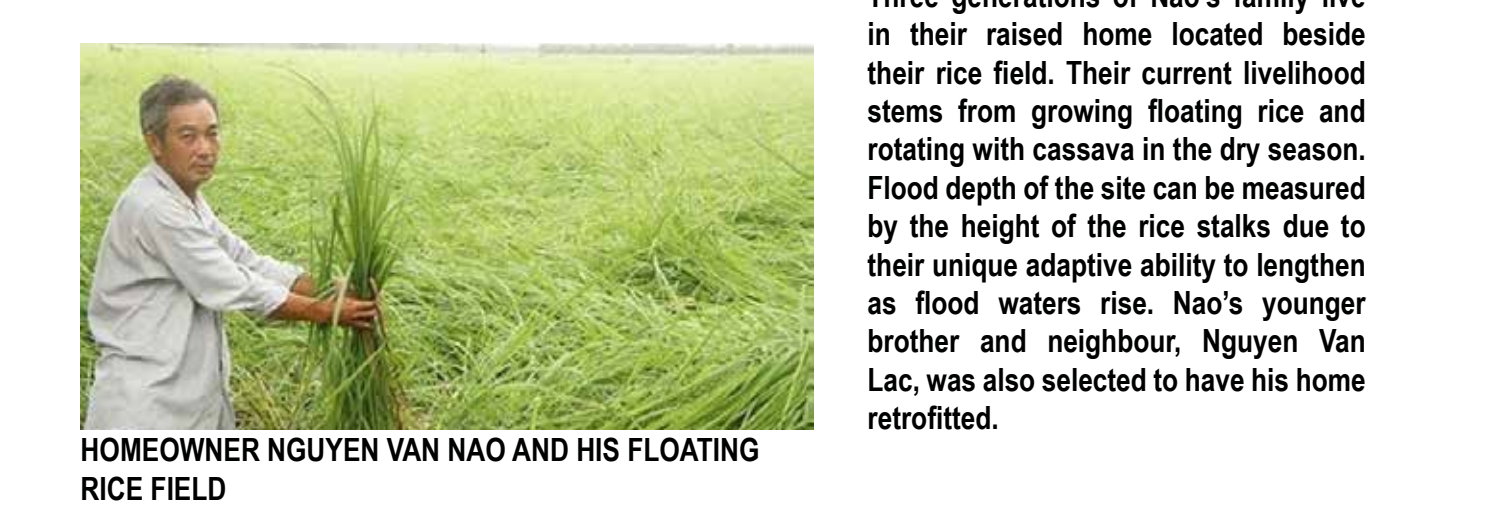 Three generations of Nao's family live
in their raised home located beside
their rice field. Their current livelihood
stems from growing floating rice and
rotating with cassava in the dry season.
Flood depth of the site can be measured
by the height of the rice stalks due to
their unique adaptive ability to lengthen
as flood waters rise. Nao’s younger
brother and neighbour, Nguyen Van
Lac, was also selected to have his home
retrofitted.
HOMEOWNER NGUYEN VAN NAO AND HIS FLOATING
RICE FIELD